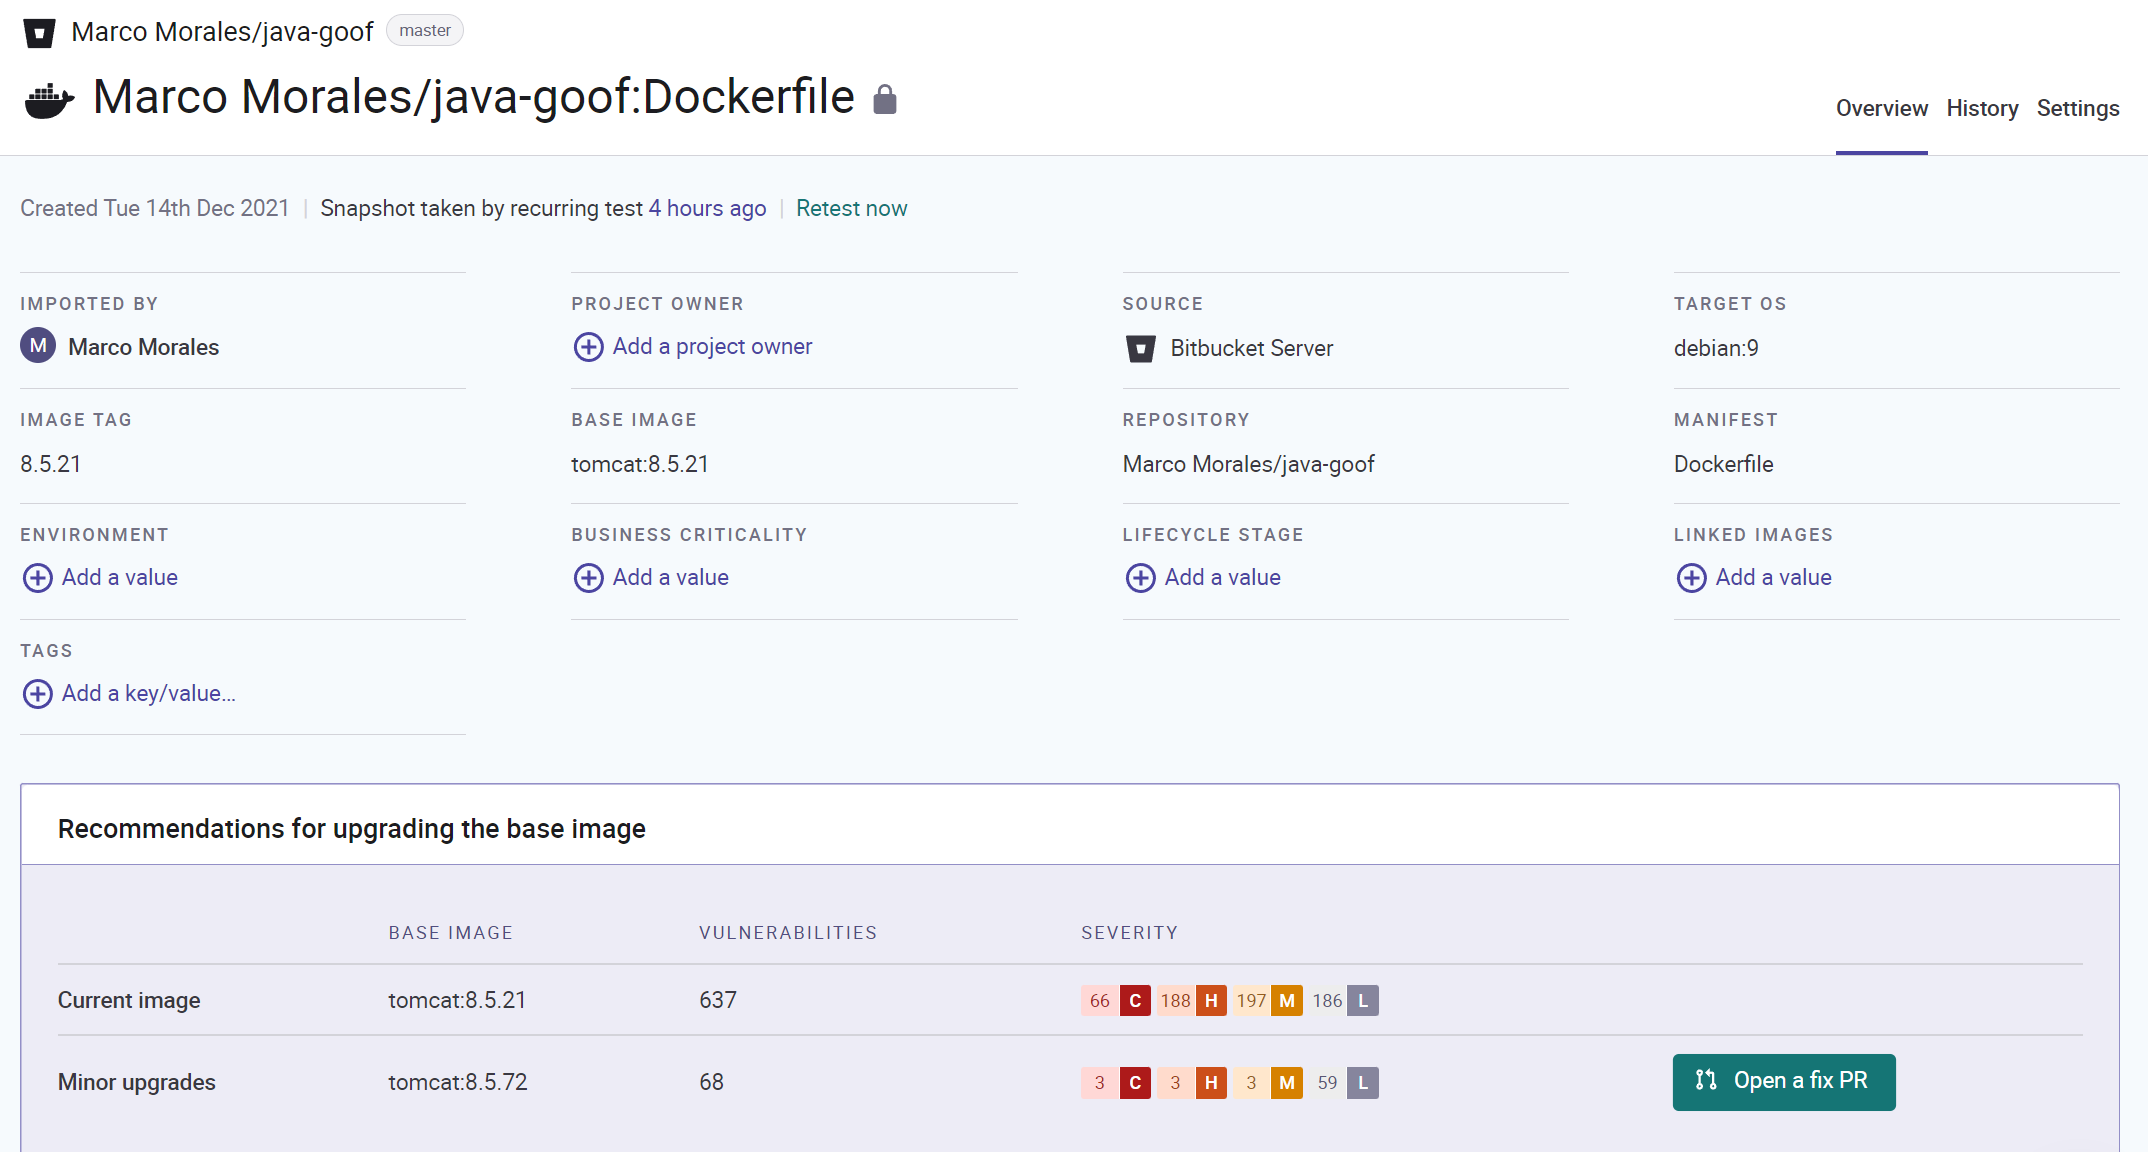 Marco Morales/java-goof master
Marco Morales/java-goof:Dockerfile
Overview History Settings
Created Tue 14th Dec 2021 | Snapshot taken by recurring test 4 hours ago | Retest now
IMPORTED BY PROJECT OWNER SOURCE TARGET OS
M Marco Morales Add a project owner Bitbucket Server debian:9
IMAGE TAG BASE IMAGE REPOSITORY MANIFEST
8.5.21 tomcat:8.5.21 Marco Morales/java-goof Dockerfile
ENVIRONMENT BUSINESS CRITICALITY LIFECYCLE STAGE LINKED IMAGES
Add a value Add a value Add a value Add a value
TAGS
Add a key/value...
Recommendations for upgrading the base image
BASE IMAGE VULNERABILITIES SEVERITY
Current image tomcat:8.5.21 637 66 C 188 H 197 M 186 L
Minor upgrades tomcat:8.5.72 68 3 C 3 H 3 M 59 L Open a fix PR